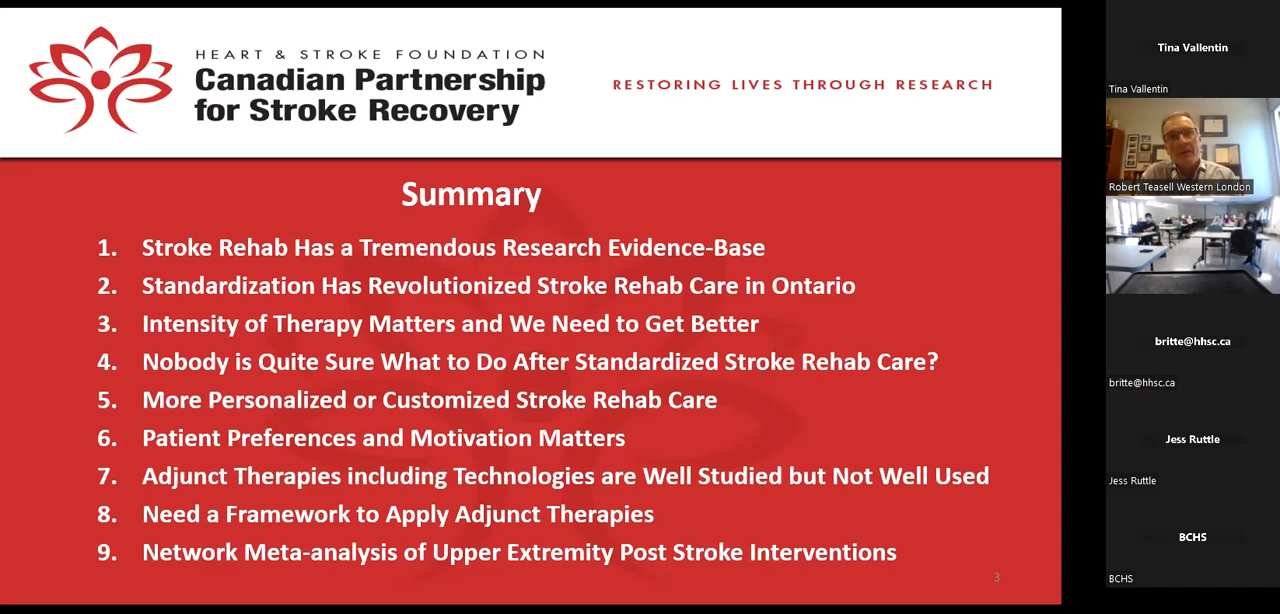 HEART & STROKE FOUNDATION
Canadian Partnership
for Stroke Recovery
RESTORING LIVES THROUGH RESEARCH
Summary
1. Stroke Rehab Has a Tremendous Research Evidence-Base
2. Standardization Has Revolutionized Stroke Rehab Care in Ontario
3. Intensity of Therapy Matters and We Need to Get Better
4. Nobody is Quite Sure What to Do After Standardized Stroke Rehab Care?
5. More Personalized or Customized Stroke Rehab Care
6. Patient Preferences and Motivation Matters
7. Adjunct Therapies including Technologies are Well Studied but Not Well Used
8. Need a Framework to Apply Adjunct Therapies
9. Network Meta-analysis of Upper Extremity Post Stroke Interventions
3
Tina Vallentin
Tina Vallentin
Robert Teasell Western London
britte@hhsc.ca
britte@hhsc.ca
Jess Ruttle
Jess Ruttle
BCHS
BCHS